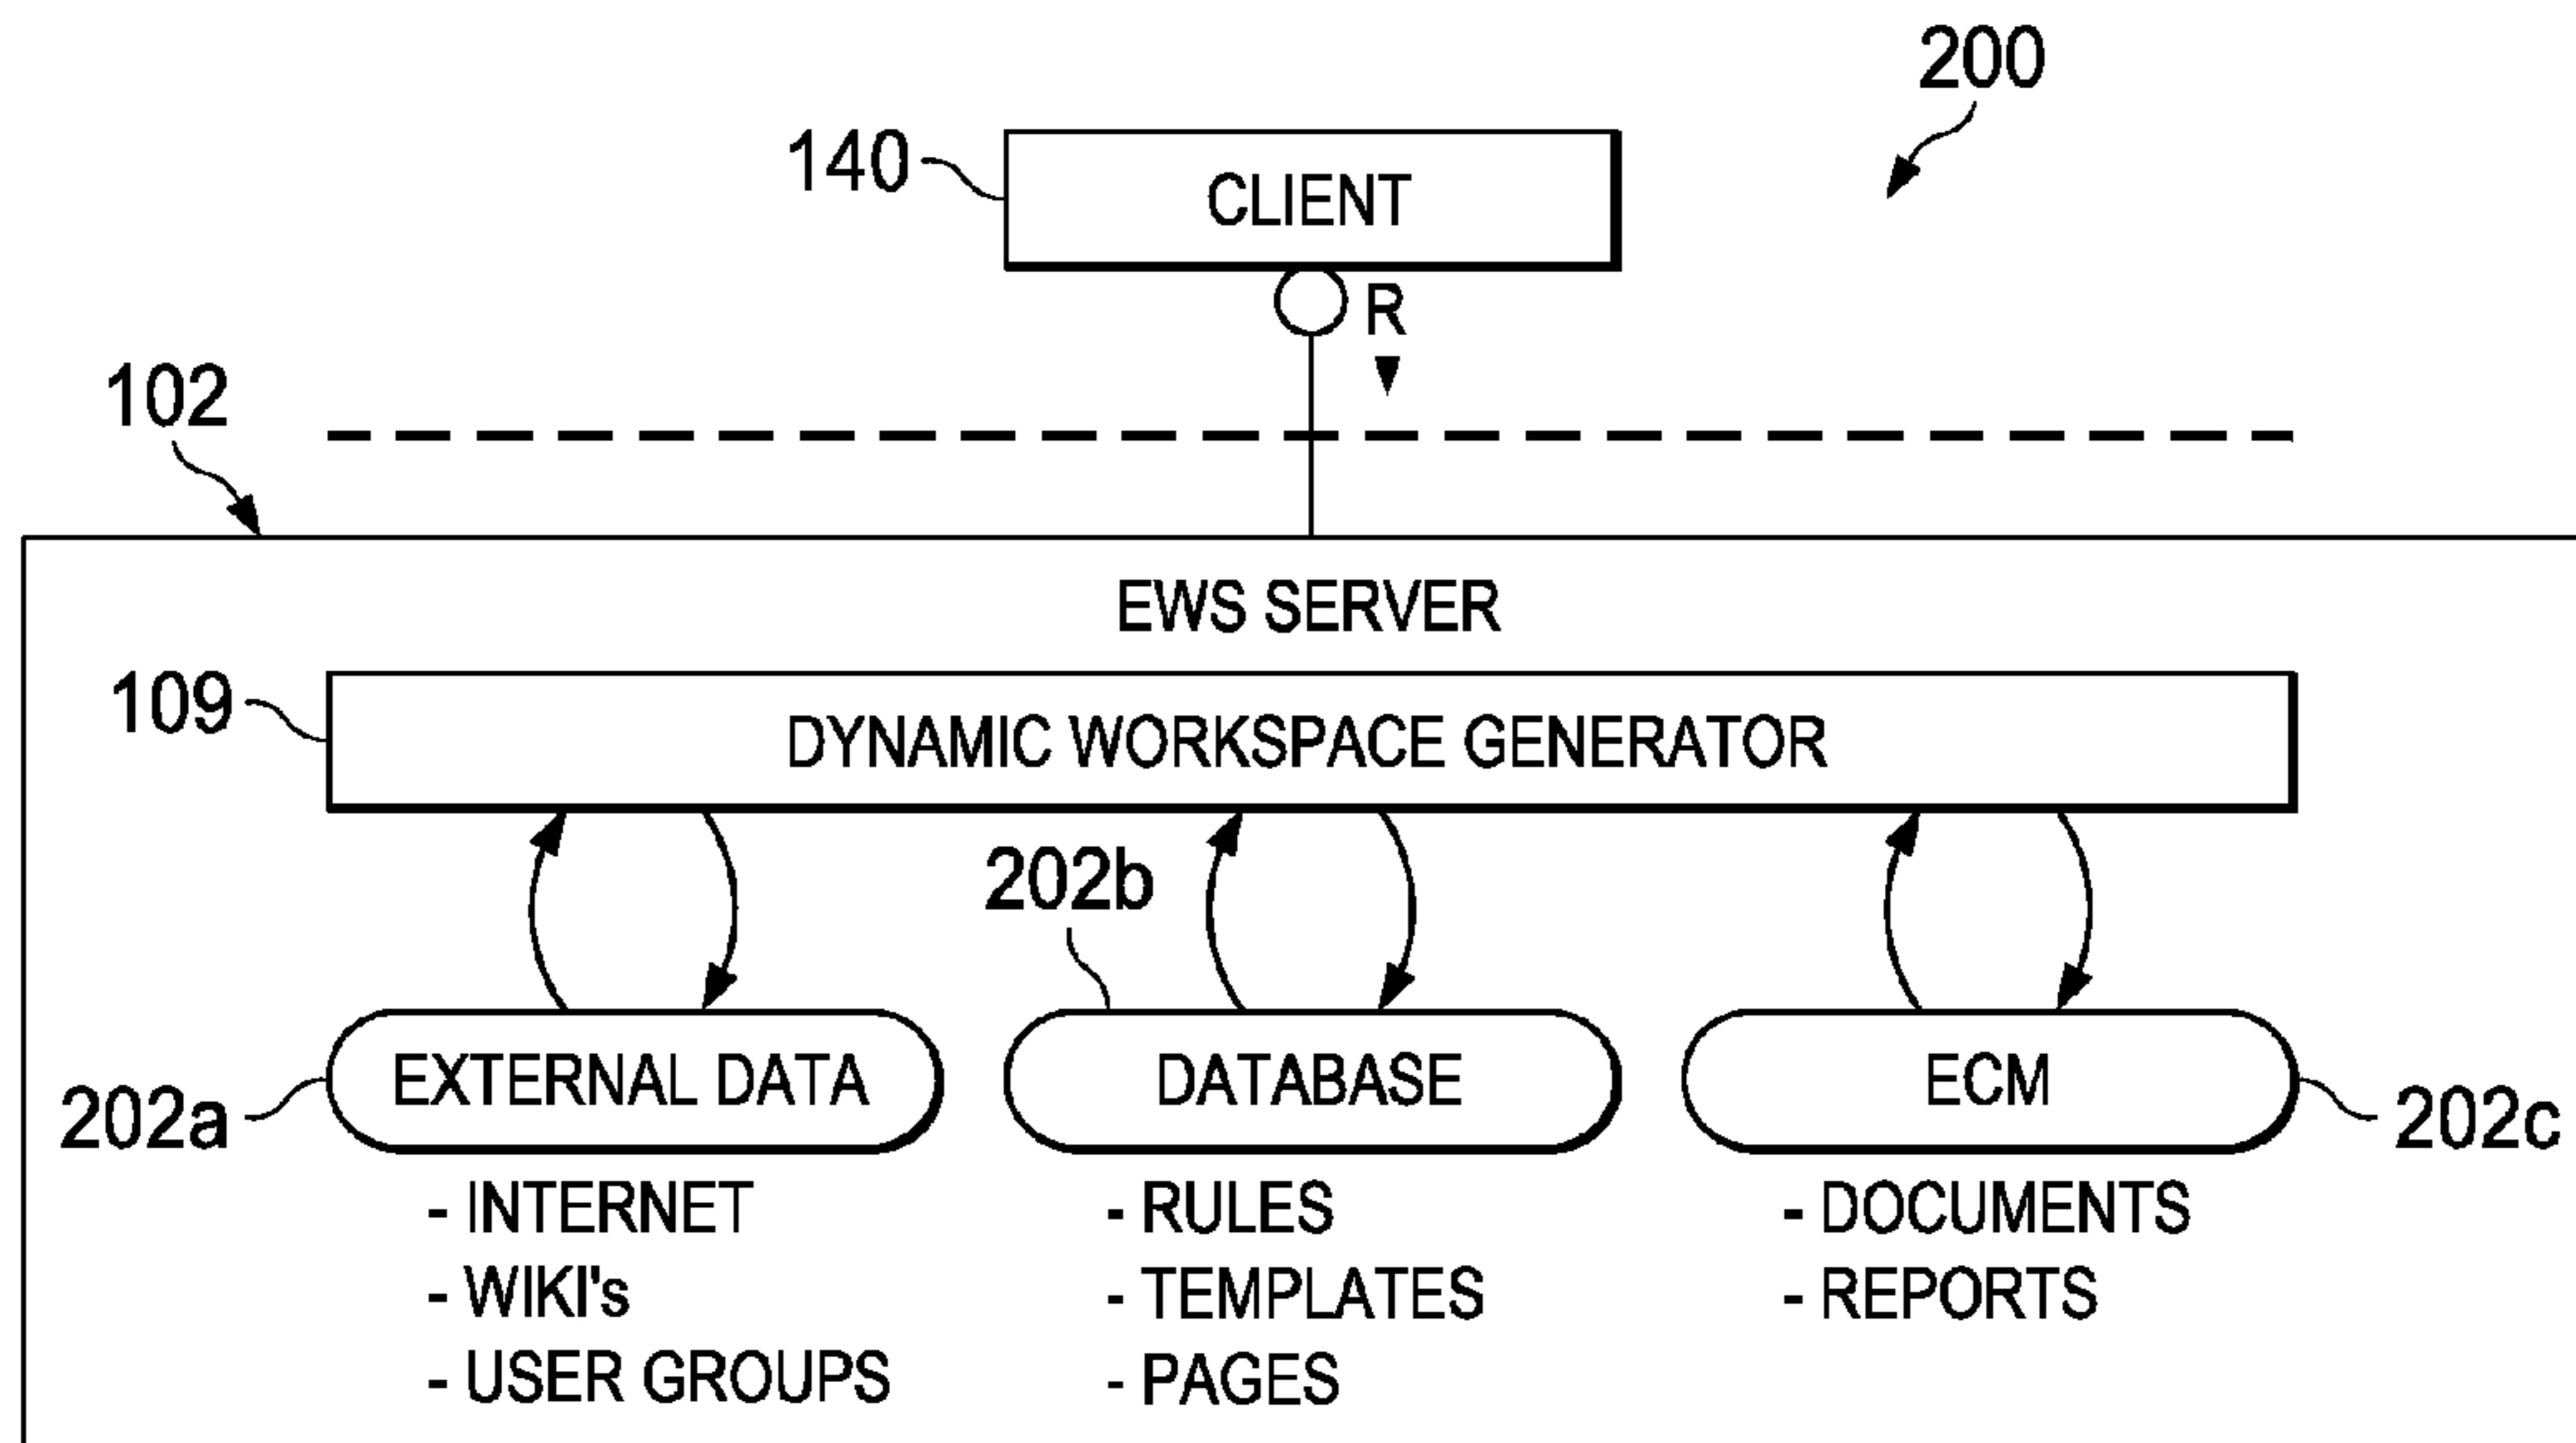 200
140
CLIENT
R
102
EWS SERVER
109
DYNAMIC WORKSPACE GENERATOR
202b
202a
EXTERNAL DATA
DATABASE
ECM
202c
- INTERNET
- WIKI's
- USER GROUPS
- RULES
- TEMPLATES
- PAGES
- DOCUMENTS
- REPORTS